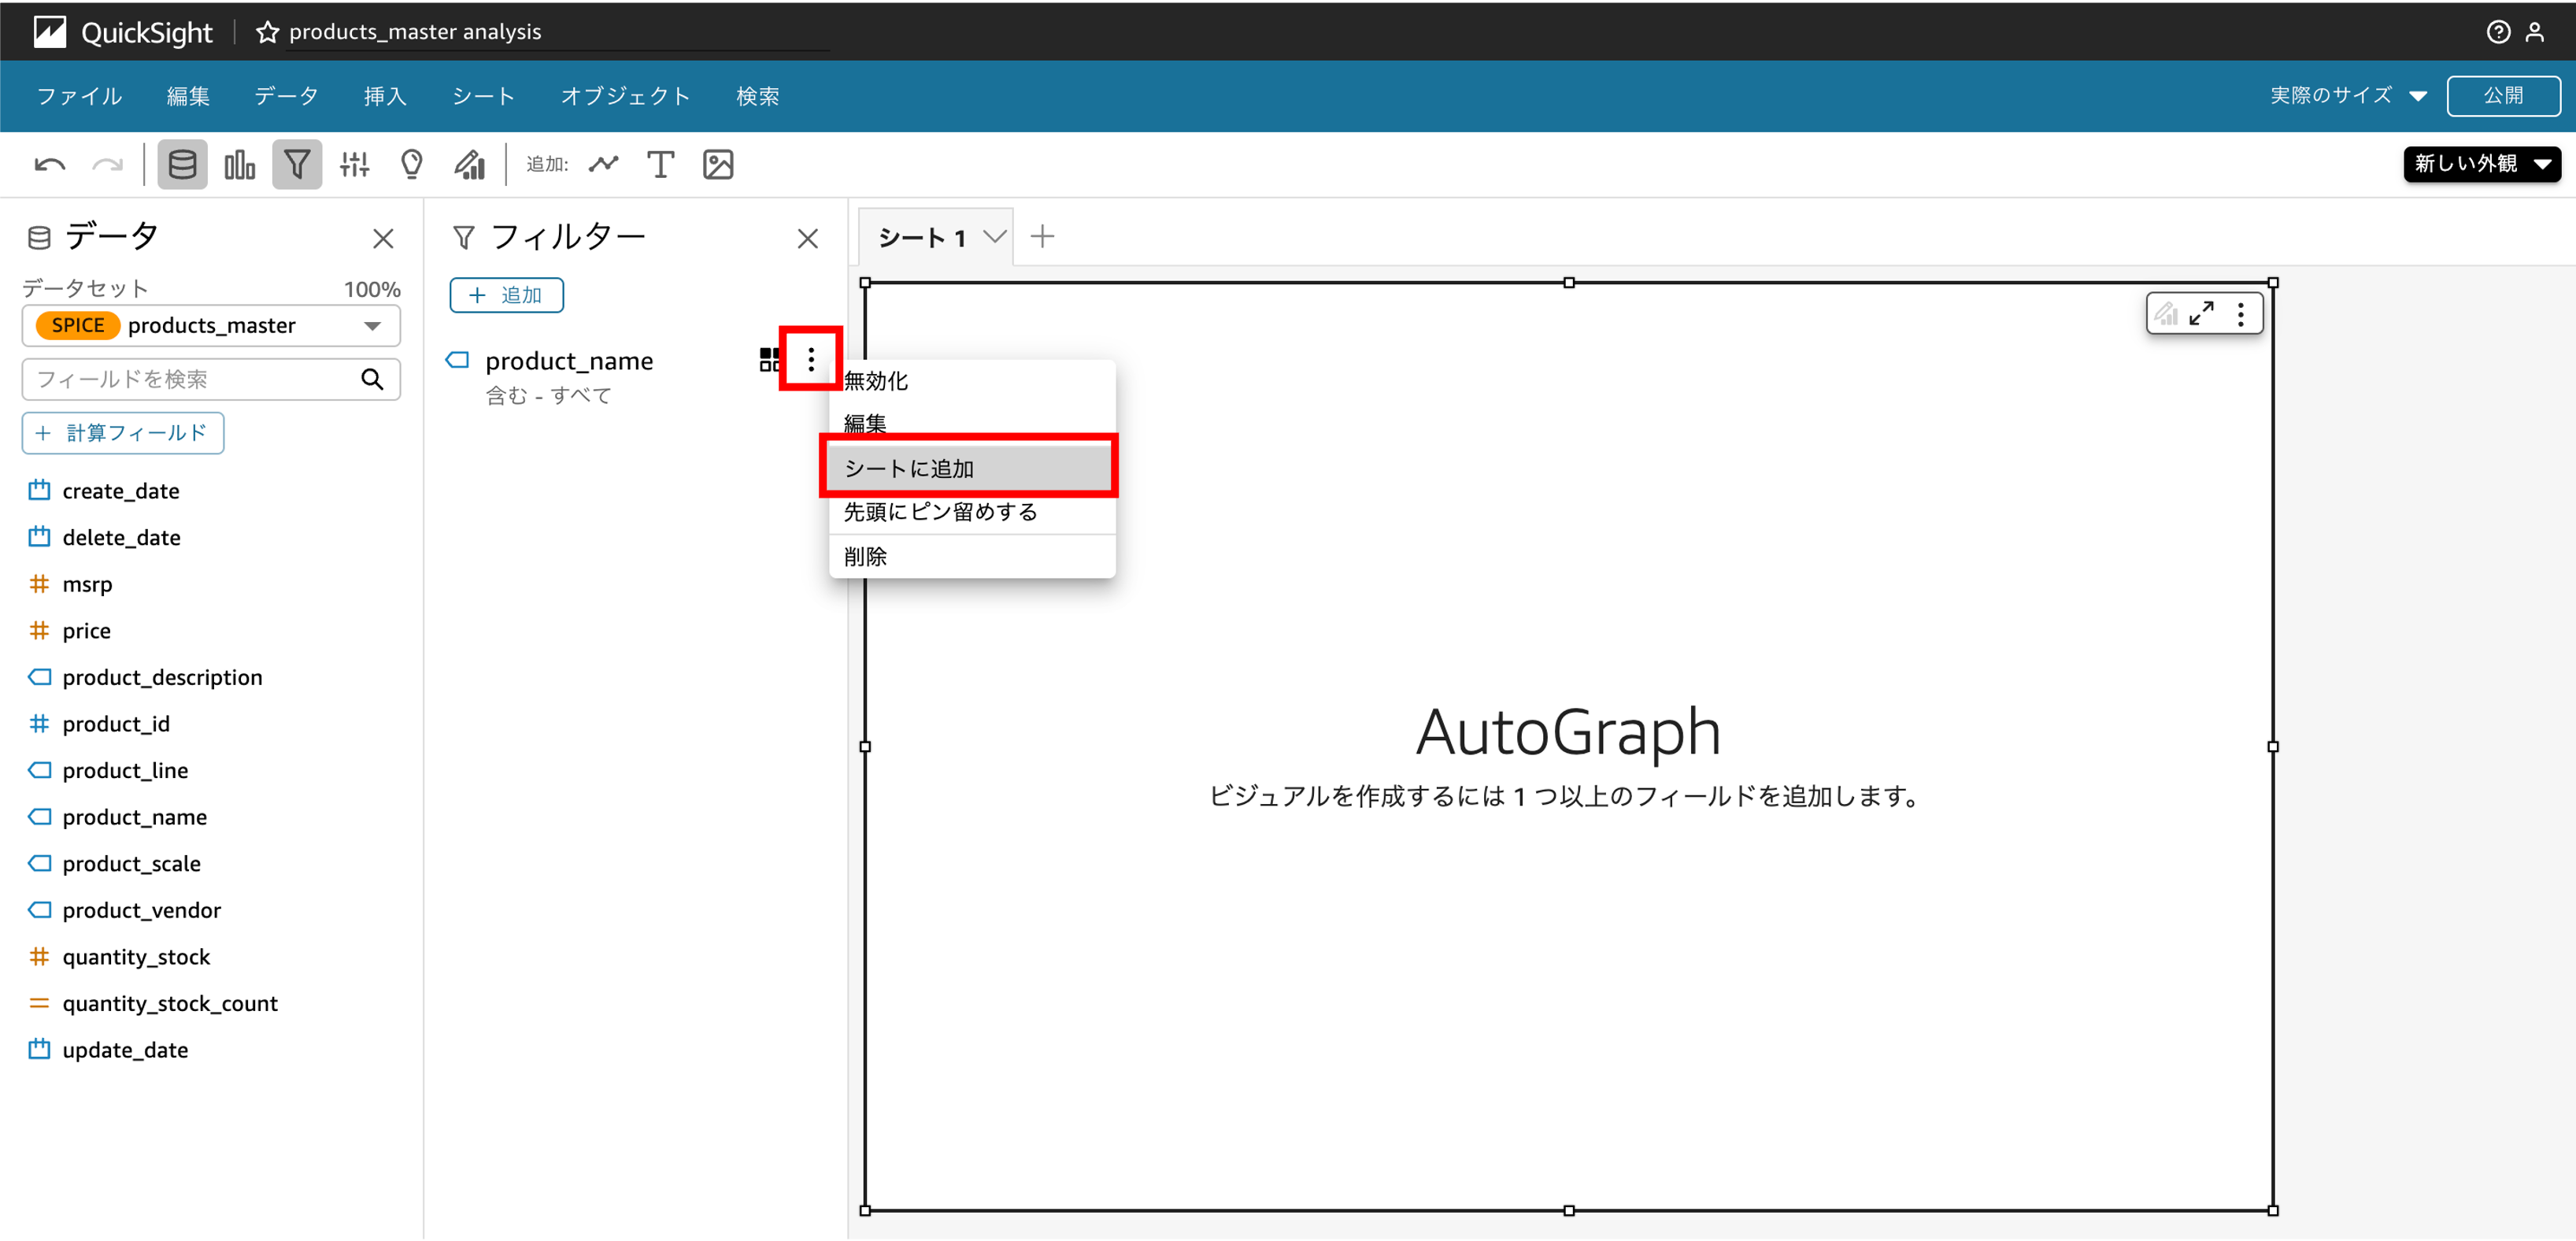 QuickSight
products_master analysis
ファイル 編集 データ 挿入 シート オブジェクト 検索
実際のサイズ 公開
追加:
新しい外観
データ
データセット 100%
SPICE products_master
フィールドを検索
計算フィールド
create_date
delete_date
msrp
price
product_description
product_id
product_line
product_name
product_scale
product_vendor
quantity_stock
quantity_stock_count
update_date
フィルター
追加
product_name
含む - すべて
無効化
編集
シートに追加
先頭にピン留めする
削除
シート 1
AutoGraph
ビジュアルを作成するには 1 つ以上のフィールドを追加します。